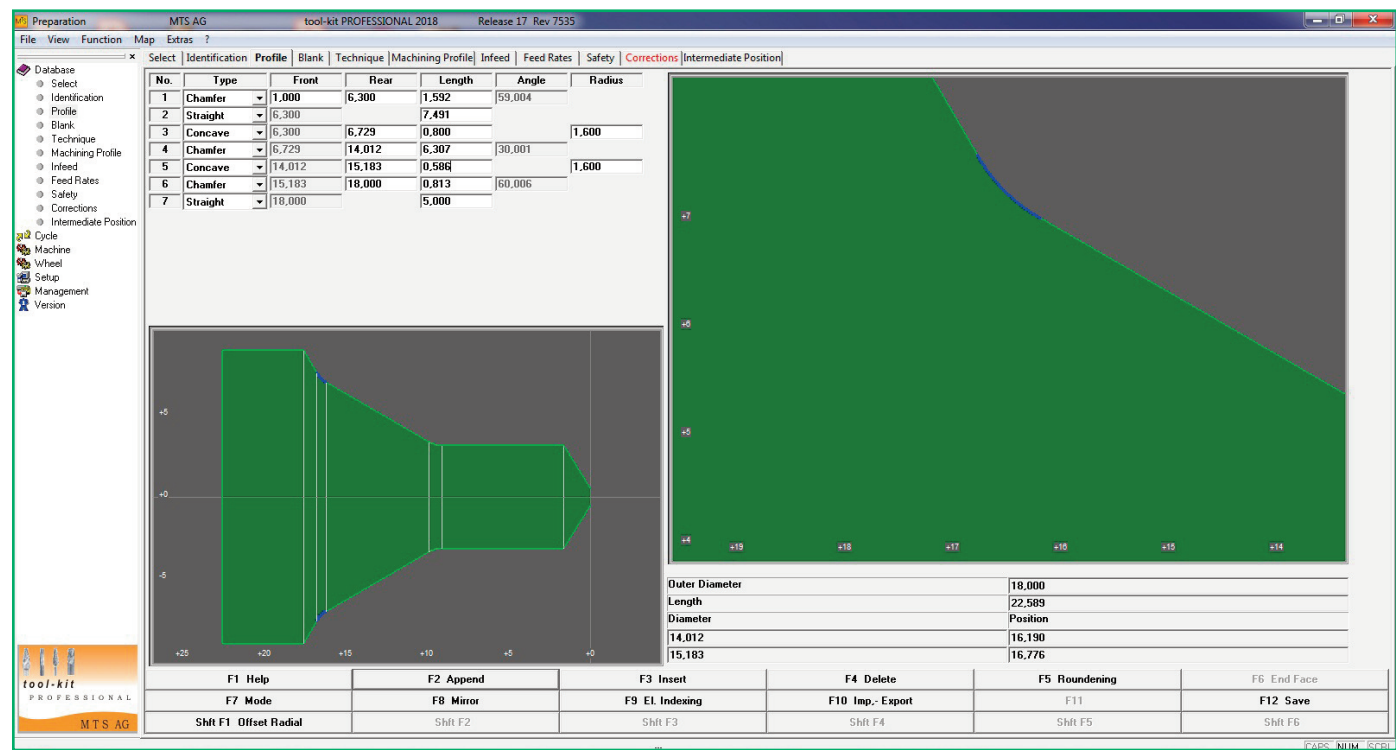 Preparation MTS AG tool-kit PROFESSIONAL 2018 Release 17 Rev 7535
File View Function Map Extras ?
Select Identification Profile Blank Technique Machining Profile Infeed Feed Rates Safety Corrections Intermediate Position
Database
Select
Identification
Profile
Blank
Technique
Machining Profile
Infeed
Feed Rates
Safety
Corrections
Intermediate Position
Cycle
Machine
Wheel
Setup
Management
Version
No. Type Front Rear Length Angle Radius
1 Chamfer 1,000 6,300 1,592 59,004
2 Straight 6,300 7,491
3 Concave 6,300 6,729 0,800 1,600
4 Chamfer 6,729 14,012 6,307 30,001
5 Concave 14,012 15,183 0,586 1,600
6 Chamfer 15,183 18,000 0,813 60,006
7 Straight 18,000 5,000
+5
+0
-5
+25 +20 +15 +10 +5 +0
+7
+6
+5
+4
+19 +18 +17 +16 +15 +14
Outer Diameter 18,000
Length 22,589
Diameter Position
14,012 16,190
15,183 16,776
tool-kit
PROFESSIONAL
MTS AG
F1 Help F2 Append F3 Insert F4 Delete F5 Roundening F6 End Face
F7 Mode F8 Mirror F9 El. Indexing F10 Imp,- Export F11 F12 Save
Shft F1 Offset Radial Shft F2 Shft F3 Shft F4 Shft F5 Shft F6
... CAPS NUM SCRL